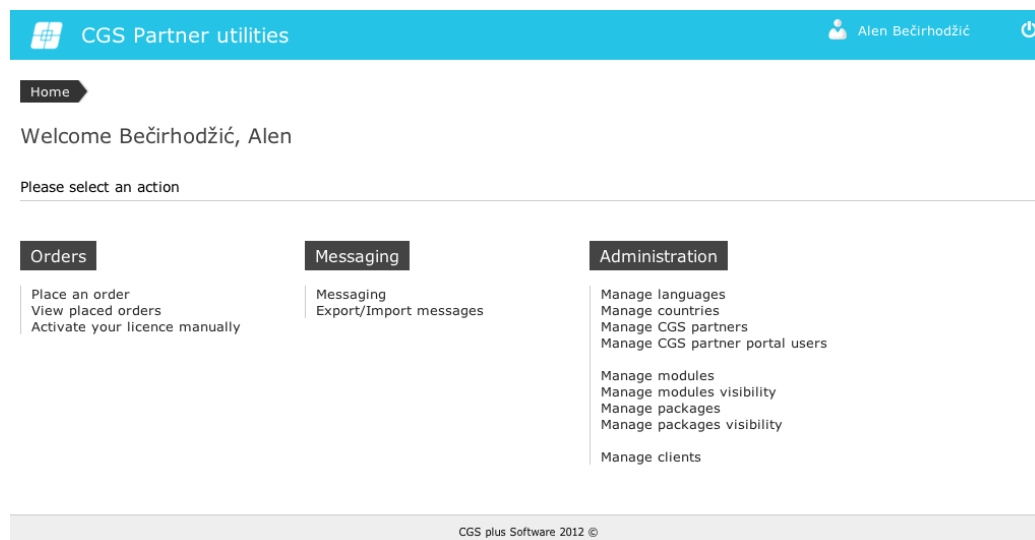 CGS Partner utilities
Alen Bečirhodžić
Home
Welcome Bečirhodžić, Alen
Please select an action
Orders
Place an order
View placed orders
Activate your licence manually
Messaging
Messaging
Export/Import messages
Administration
Manage languages
Manage countries
Manage CGS partners
Manage CGS partner portal users
Manage modules
Manage modules visibility
Manage packages
Manage packages visibility
Manage clients
CGS plus Software 2012 ©